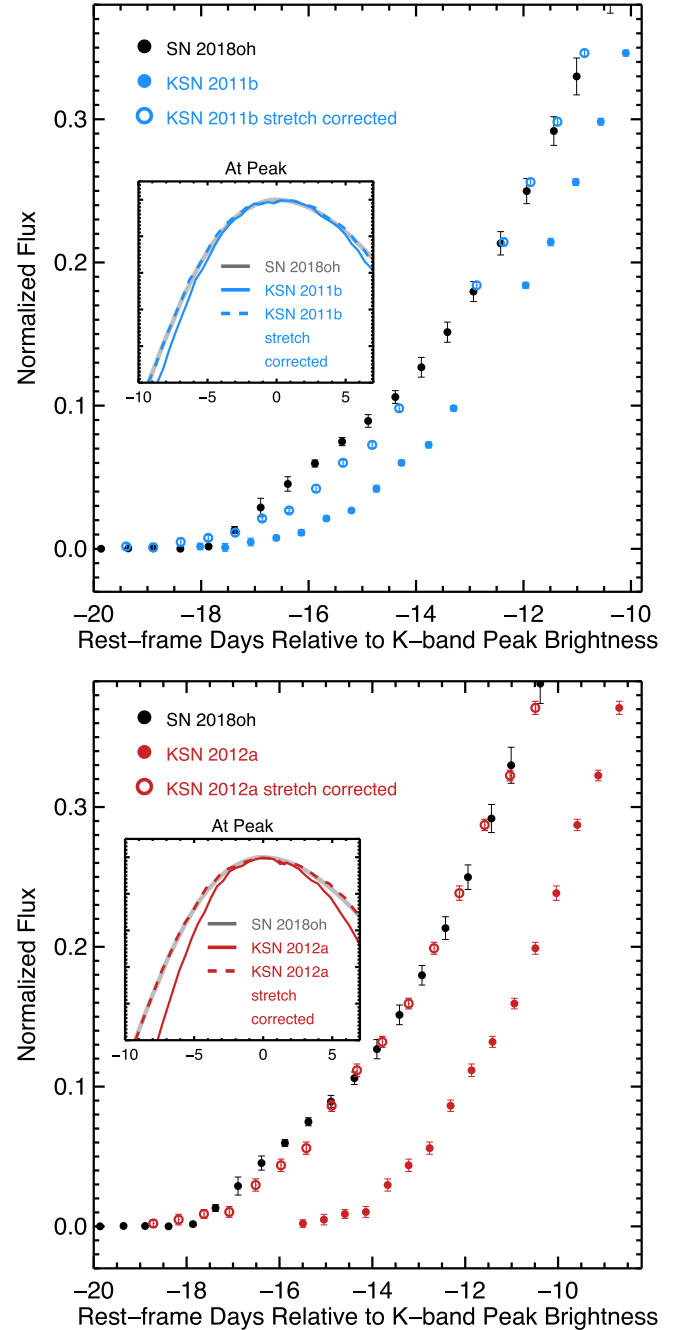 SN 2018oh
KSN 2011b
KSN 2011b stretch corrected
At Peak
SN 2018oh
KSN 2011b
KSN 2011b
stretch
corrected
−10 −5 0 5
Normalized Flux
0.3
0.2
0.1
0.0
−20 −18 −16 −14 −12 −10
Rest−frame Days Relative to K−band Peak Brightness
SN 2018oh
KSN 2012a
KSN 2012a stretch corrected
At Peak
SN 2018oh
KSN 2012a
KSN 2012a
stretch
corrected
−10 −5 0 5
Normalized Flux
0.3
0.2
0.1
0.0
−20 −18 −16 −14 −12 −10
Rest−frame Days Relative to K−band Peak Brightness